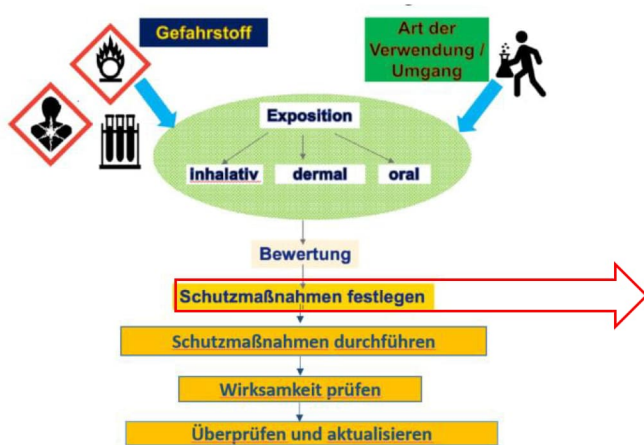 Gefahrstoff
Art der
Verwendung /
Umgang
Exposition
inhalativ
dermal
oral
Bewertung
Schutzmaßnahmen festlegen
Schutzmaßnahmen durchführen
Wirksamkeit prüfen
Überprüfen und aktualisieren